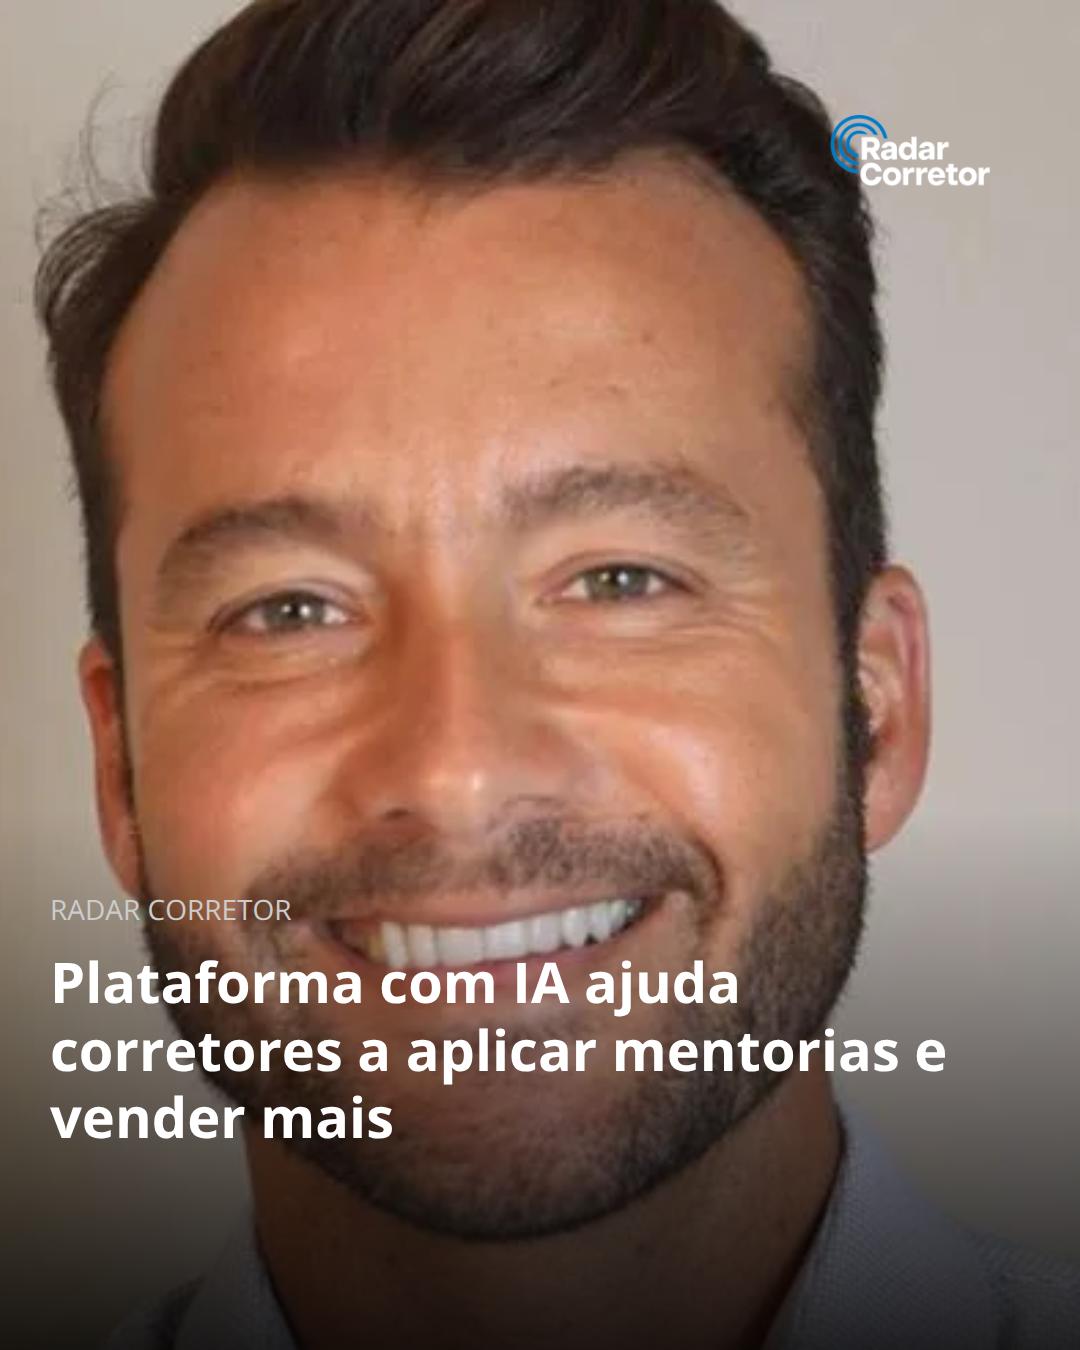 Radar
Corretor
RADAR CORRETOR
Plataforma com IA ajuda
corretores a aplicar mentorias e
vender mais